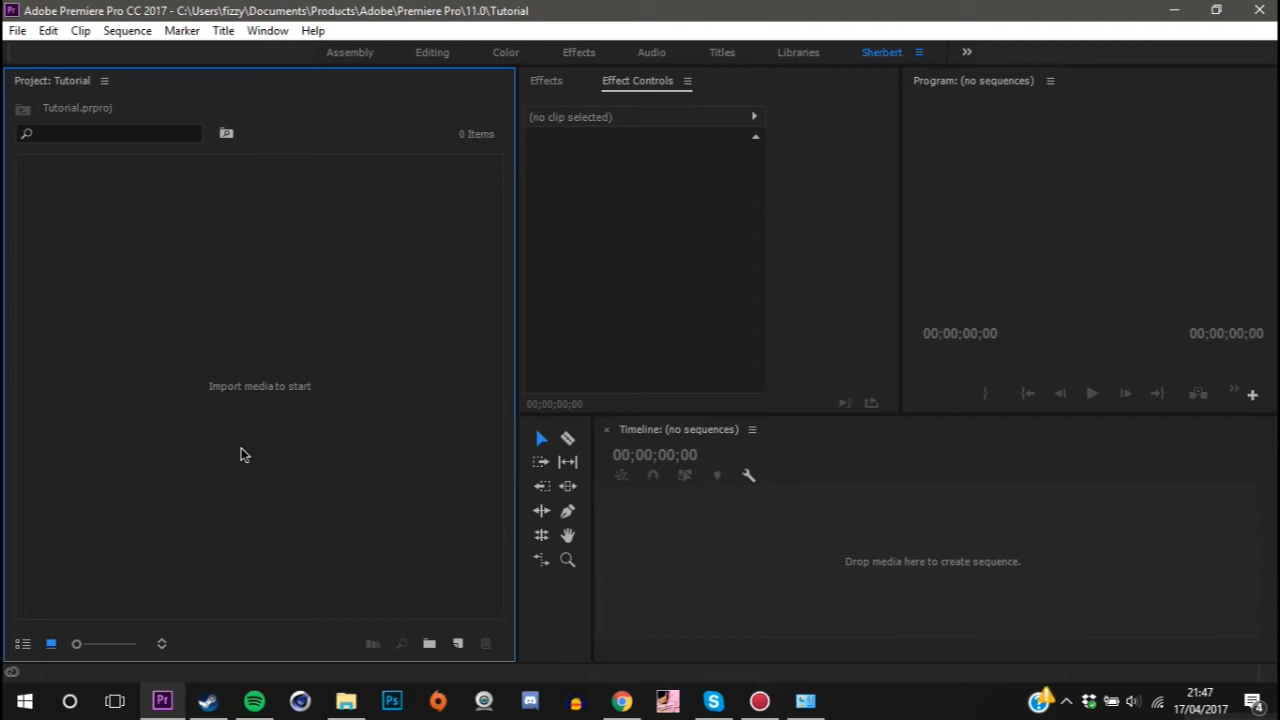 Adobe Premiere Pro CC 2017 - C:\Users\fizzy\Documents\Products\Adobe\Premiere Pro\11.0\Tutorial
File Edit Clip Sequence Marker Title Window Help
Assembly Editing Color Effects Audio Titles Libraries Sherbert
Project: Tutorial
Tutorial.prproj
0 Items
Import media to start
Effects Effect Controls
(no clip selected)
00;00;00;00
Program: (no sequences)
00;00;00;00 00;00;00;00
Timeline: (no sequences)
00;00;00;00
Drop media here to create sequence.
21:47
17/04/2017
4